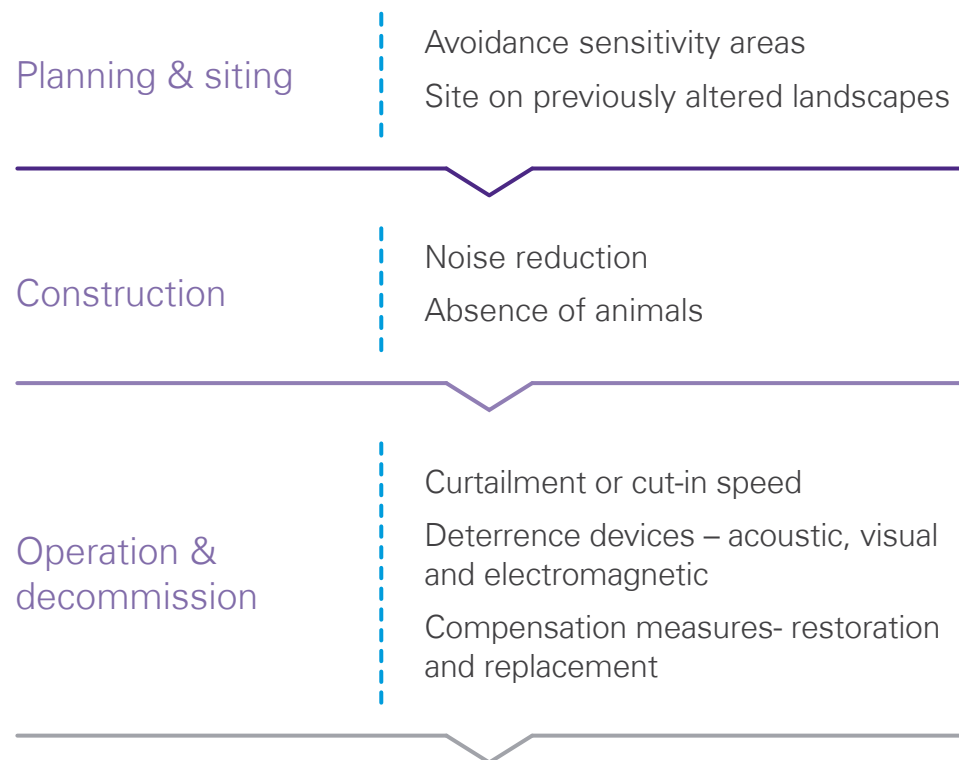 Planning & siting
Avoidance sensitivity areas
Site on previously altered landscapes
Construction
Noise reduction
Absence of animals
Operation &
decommission
Curtailment or cut-in speed
Deterrence devices – acoustic, visual
and electromagnetic
Compensation measures- restoration
and replacement